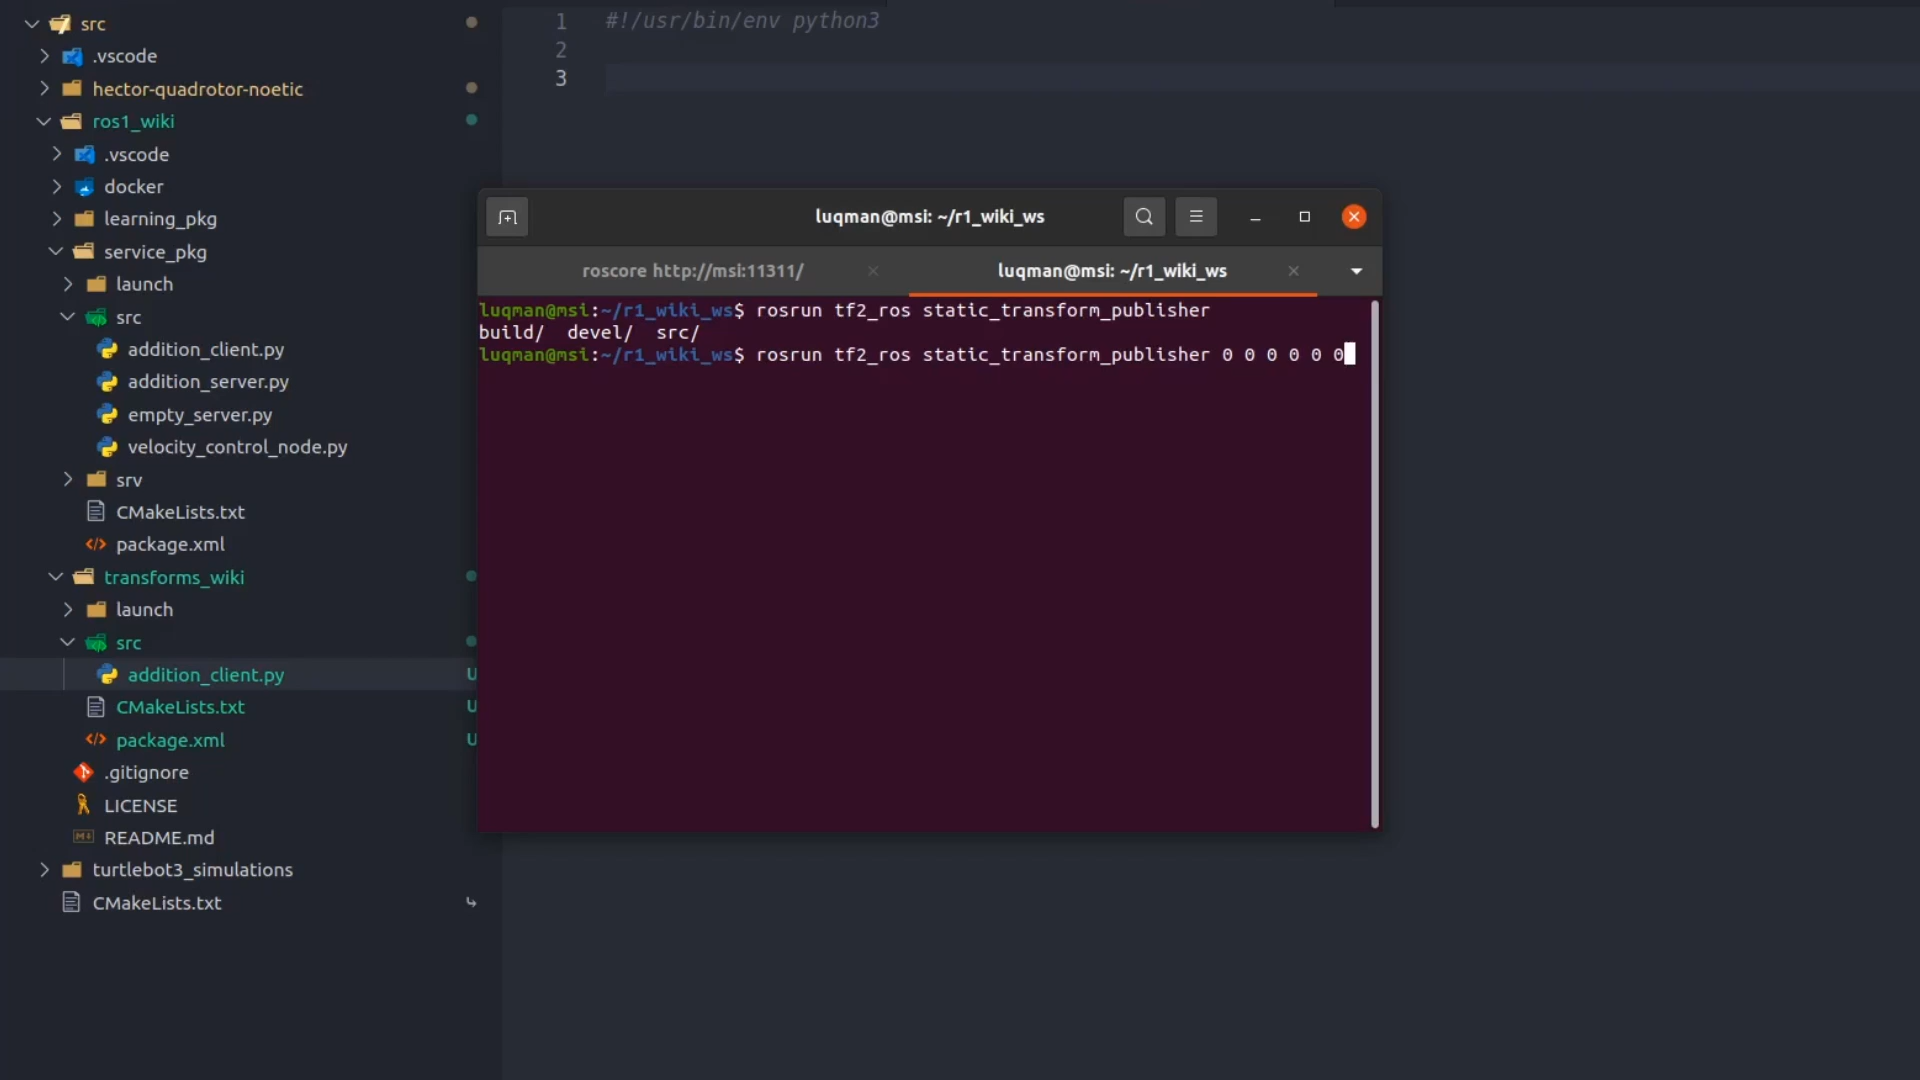 src
.vscode
hector-quadrotor-noetic
ros1_wiki
.vscode
docker
learning_pkg
service_pkg
launch
src
addition_client.py
addition_server.py
empty_server.py
velocity_control_node.py
srv
CMakeLists.txt
package.xml
transforms_wiki
launch
src
addition_client.py U
CMakeLists.txt U
package.xml U
.gitignore
LICENSE
README.md
turtlebot3_simulations
CMakeLists.txt
1 #!/usr/bin/env python3
2
3
luqman@msi: ~/r1_wiki_ws
roscore http://msi:11311/
luqman@msi: ~/r1_wiki_ws
luqman@msi:~/r1_wiki_ws$ rosrun tf2_ros static_transform_publisher
build/ devel/ src/
luqman@msi:~/r1_wiki_ws$ rosrun tf2_ros static_transform_publisher 0 0 0 0 0 0